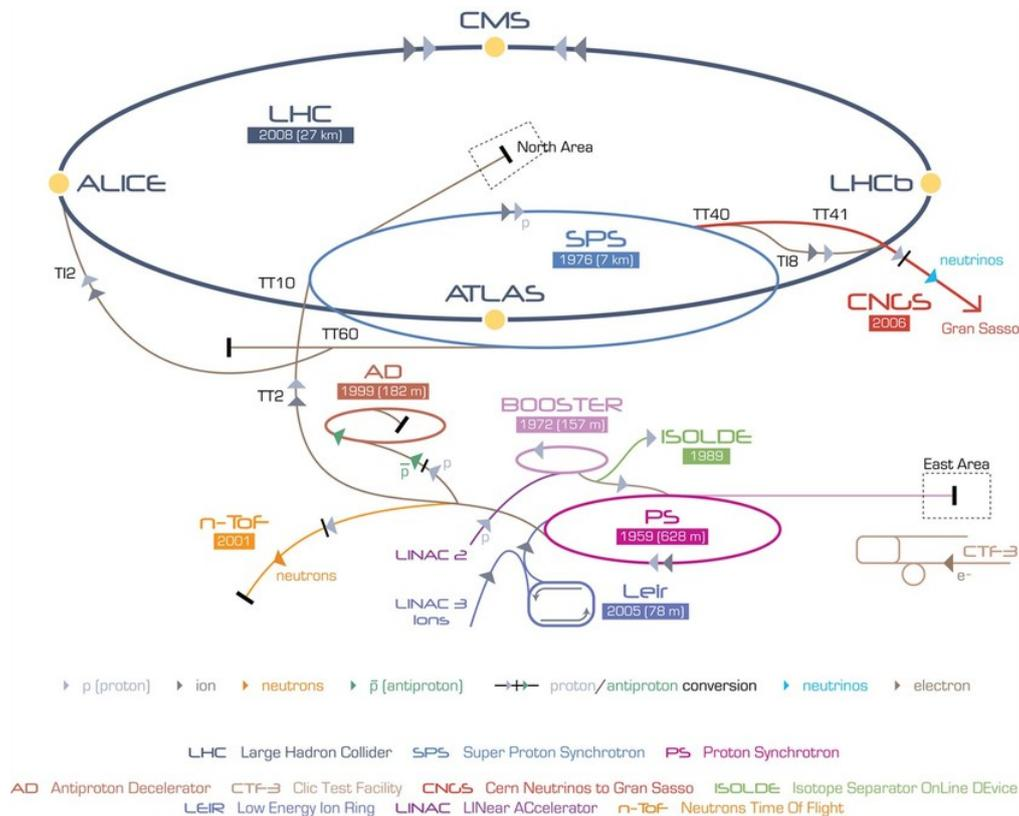 CMS
LHC
2008 (27 km)
North Area
ALICE
LHCb
TT40
TT41
p
SPS
1976 (7 km)
TI8
TI2
TT10
neutrinos
ATLAS
CNGS
2006
Gran Sasso
TT60
AD
1999 (182 m)
TT2
BOOSTER
1972 (157 m)
ISOLDE
1989
p̄
p
East Area
n-ToF
2001
PS
1959 (628 m)
p
LINAC 2
CTF-3
neutrons
e-
LINAC 3
Ions
Leir
2005 (78 m)
p (proton) ion neutrons p̄ (antiproton) proton/antiproton conversion neutrinos electron
LHC Large Hadron Collider SPS Super Proton Synchrotron PS Proton Synchrotron
AD Antiproton Decelerator CTF-3 Clic Test Facility CNGS Cern Neutrinos to Gran Sasso ISOLDE Isotope Separator OnLine DEvice
LEIR Low Energy Ion Ring LINAC LINear ACcelerator n-ToF Neutrons Time Of Flight